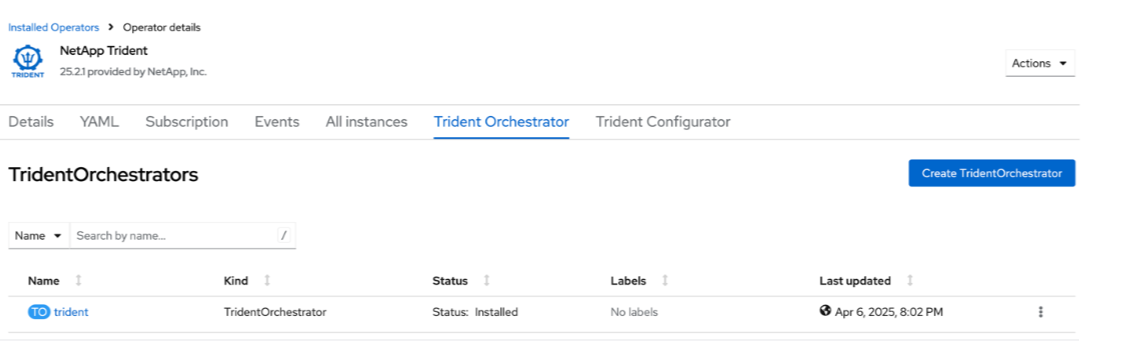 Installed Operators > Operator details
TRIDENT
NetApp Trident
25.2.1 provided by NetApp, Inc.
Actions
Details YAML Subscription Events All instances Trident Orchestrator Trident Configurator
TridentOrchestrators
Create TridentOrchestrator
Name Search by name... /
Name Kind Status Labels Last updated
TO trident TridentOrchestrator Status: Installed No labels Apr 6, 2025, 8:02 PM